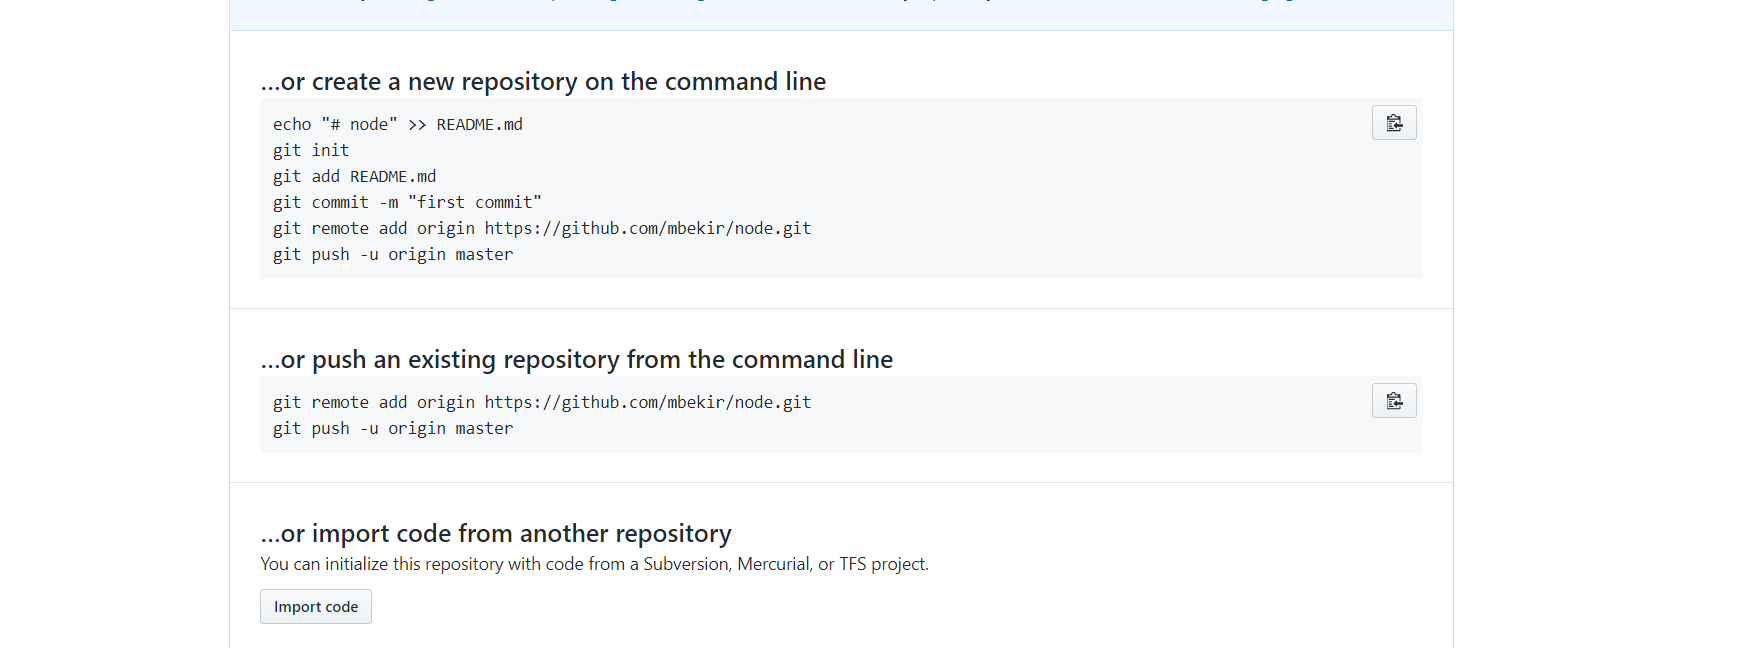 ...or create a new repository on the command line
echo "# node" >> README.md
git init
git add README.md
git commit -m "first commit"
git remote add origin https://github.com/mbekir/node.git
git push -u origin master
...or push an existing repository from the command line
git remote add origin https://github.com/mbekir/node.git
git push -u origin master
...or import code from another repository
You can initialize this repository with code from a Subversion, Mercurial, or TFS project.
Import code